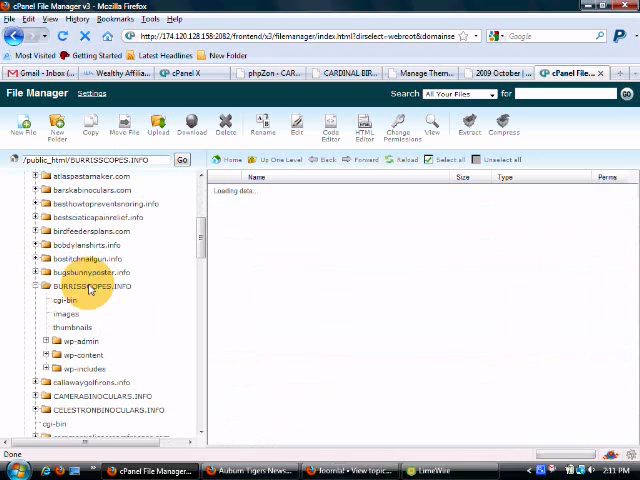 cPanel File Manager v3 - Mozilla Firefox
File Edit View History Bookmarks Tools Help
http://174.120.128.158:2082/frontend/x3/filemanager/index.html?dirselect=webroot&domainse
Google
Most Visited Getting Started Latest Headlines New Folder
Gmail - Inbox ( Wealthy Affilia... cPanel X phpZon - CAR... CARDINAL BIR... Manage Them... 2009 October |... cPanel File...
File Manager Settings Search All Your Files for GO
New File New Folder Copy Move File Upload Download Delete Rename Edit Code Editor HTML Editor Change Permissions View Extract Compress
/public_html/BURRISSCOPES.INFO Go Home Up One Level Back Forward Reload Select all Unselect all
Name Size Type Perms
Loading data...
atlaspastamaker.com
barskabinoculars.com
besthowtopreventsnoring.info
bestsciaticapainrelief.info
birdfeedersplans.com
bobdylanshirts.info
bostitchnailgun.info
bugsbunnyposter.info
BURRISSCOPES.INFO
cgi-bin
images
thumbnails
wp-admin
wp-content
wp-includes
callawaygolfirons.info
CAMERABINOCULARS.INFO
CELESTRONBINOCULARS.INFO
cgi-bin
Done
start cPanel File Manager... Auburn Tigers News... Joomla! • View topic... LimeWire 2:11 PM